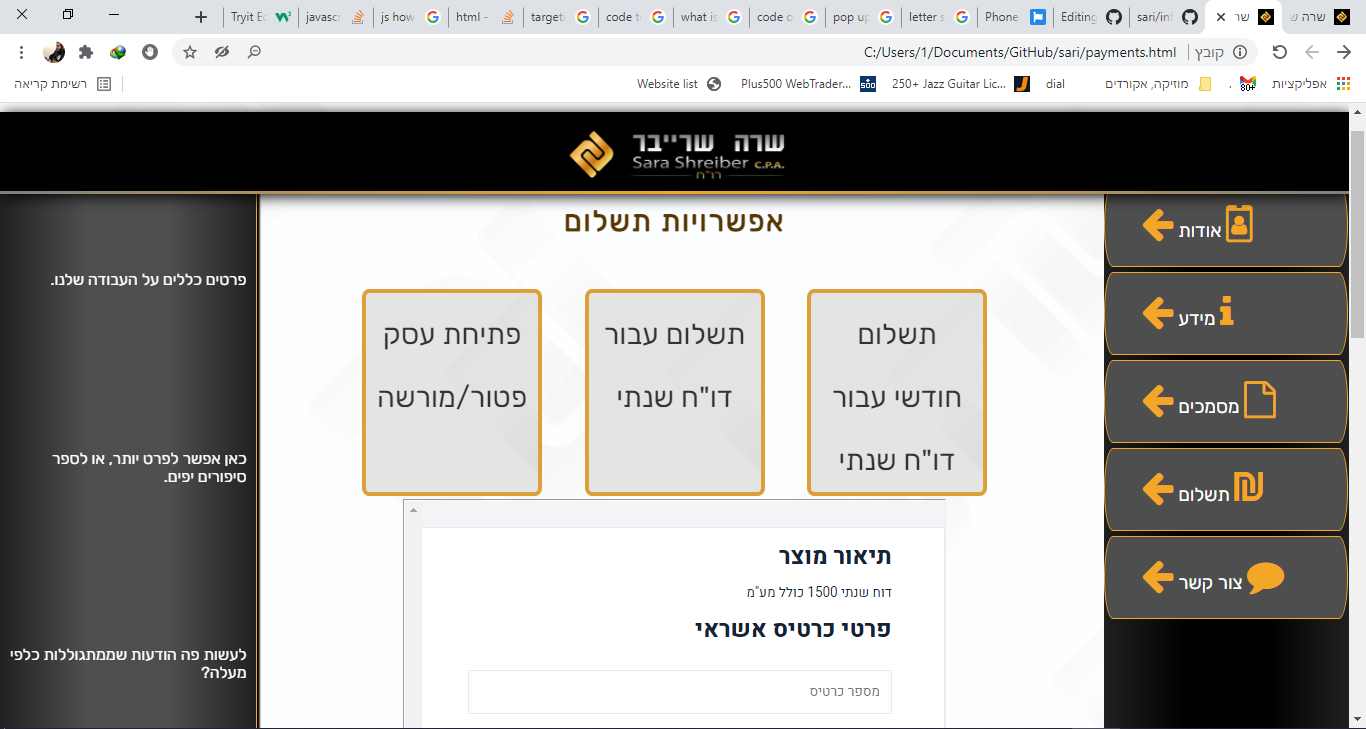 שרה ש
שר
sari/inf
Editing
Phone
letter s
pop up
code c
what is
code t
targeti
html -
js how
javascr
Tryit Ed
קובץ
C:/Users/1/Documents/GitHub/sari/payments.html
אפליקציות
80+
.
מוזיקה, אקורדים
dial
250+ Jazz Guitar Lic...
Plus500 WebTrader...
Website list
רשימת קריאה
שרה שרייבר
Sara Shreiber C.P.A.
רו"ח
אודות
מידע
מסמכים
תשלום
צור קשר
אפשרויות תשלום
תשלום
חודשי עבור
דו"ח שנתי
תשלום עבור
דו"ח שנתי
פתיחת עסק
פטור/מורשה
תיאור מוצר
דוח שנתי 1500 כולל מע"מ
פרטי כרטיס אשראי
מספר כרטיס
פרטים כללים על העבודה שלנו.
כאן אפשר לפרט יותר, או לספר
סיפורים יפים.
לעשות פה הודעות שממתגוללות כלפי
מעלה?